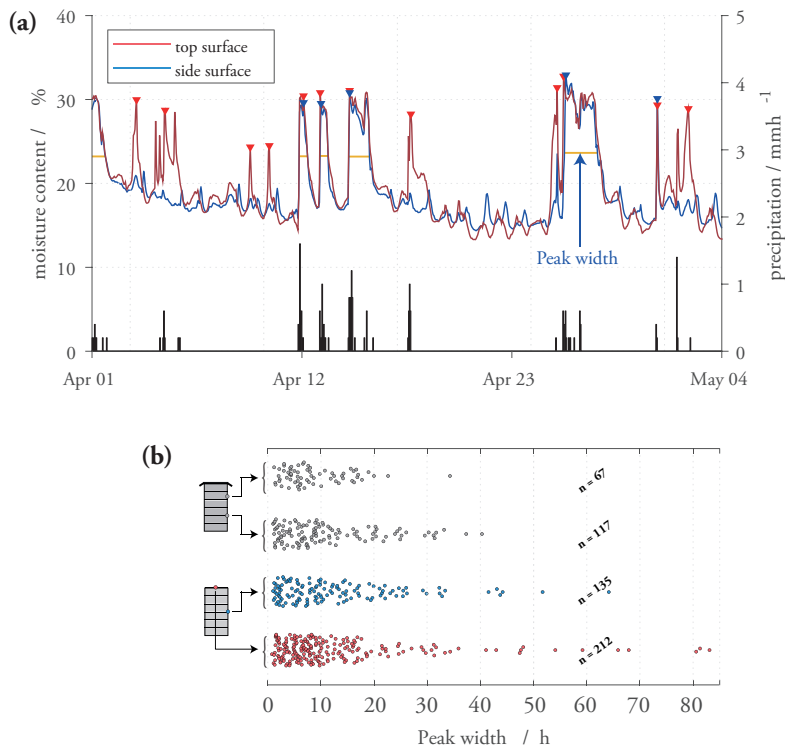 (a)
40
30
20
10
0
moisture content / %
top surface
side surface
5
4
3
2
1
0
precipitation / mmh -1
Peak width
Apr 01
Apr 12
Apr 23
May 04
(b)
n = 67
n = 117
n = 135
n = 212
0
10
20
30
40
50
60
70
80
Peak width / h